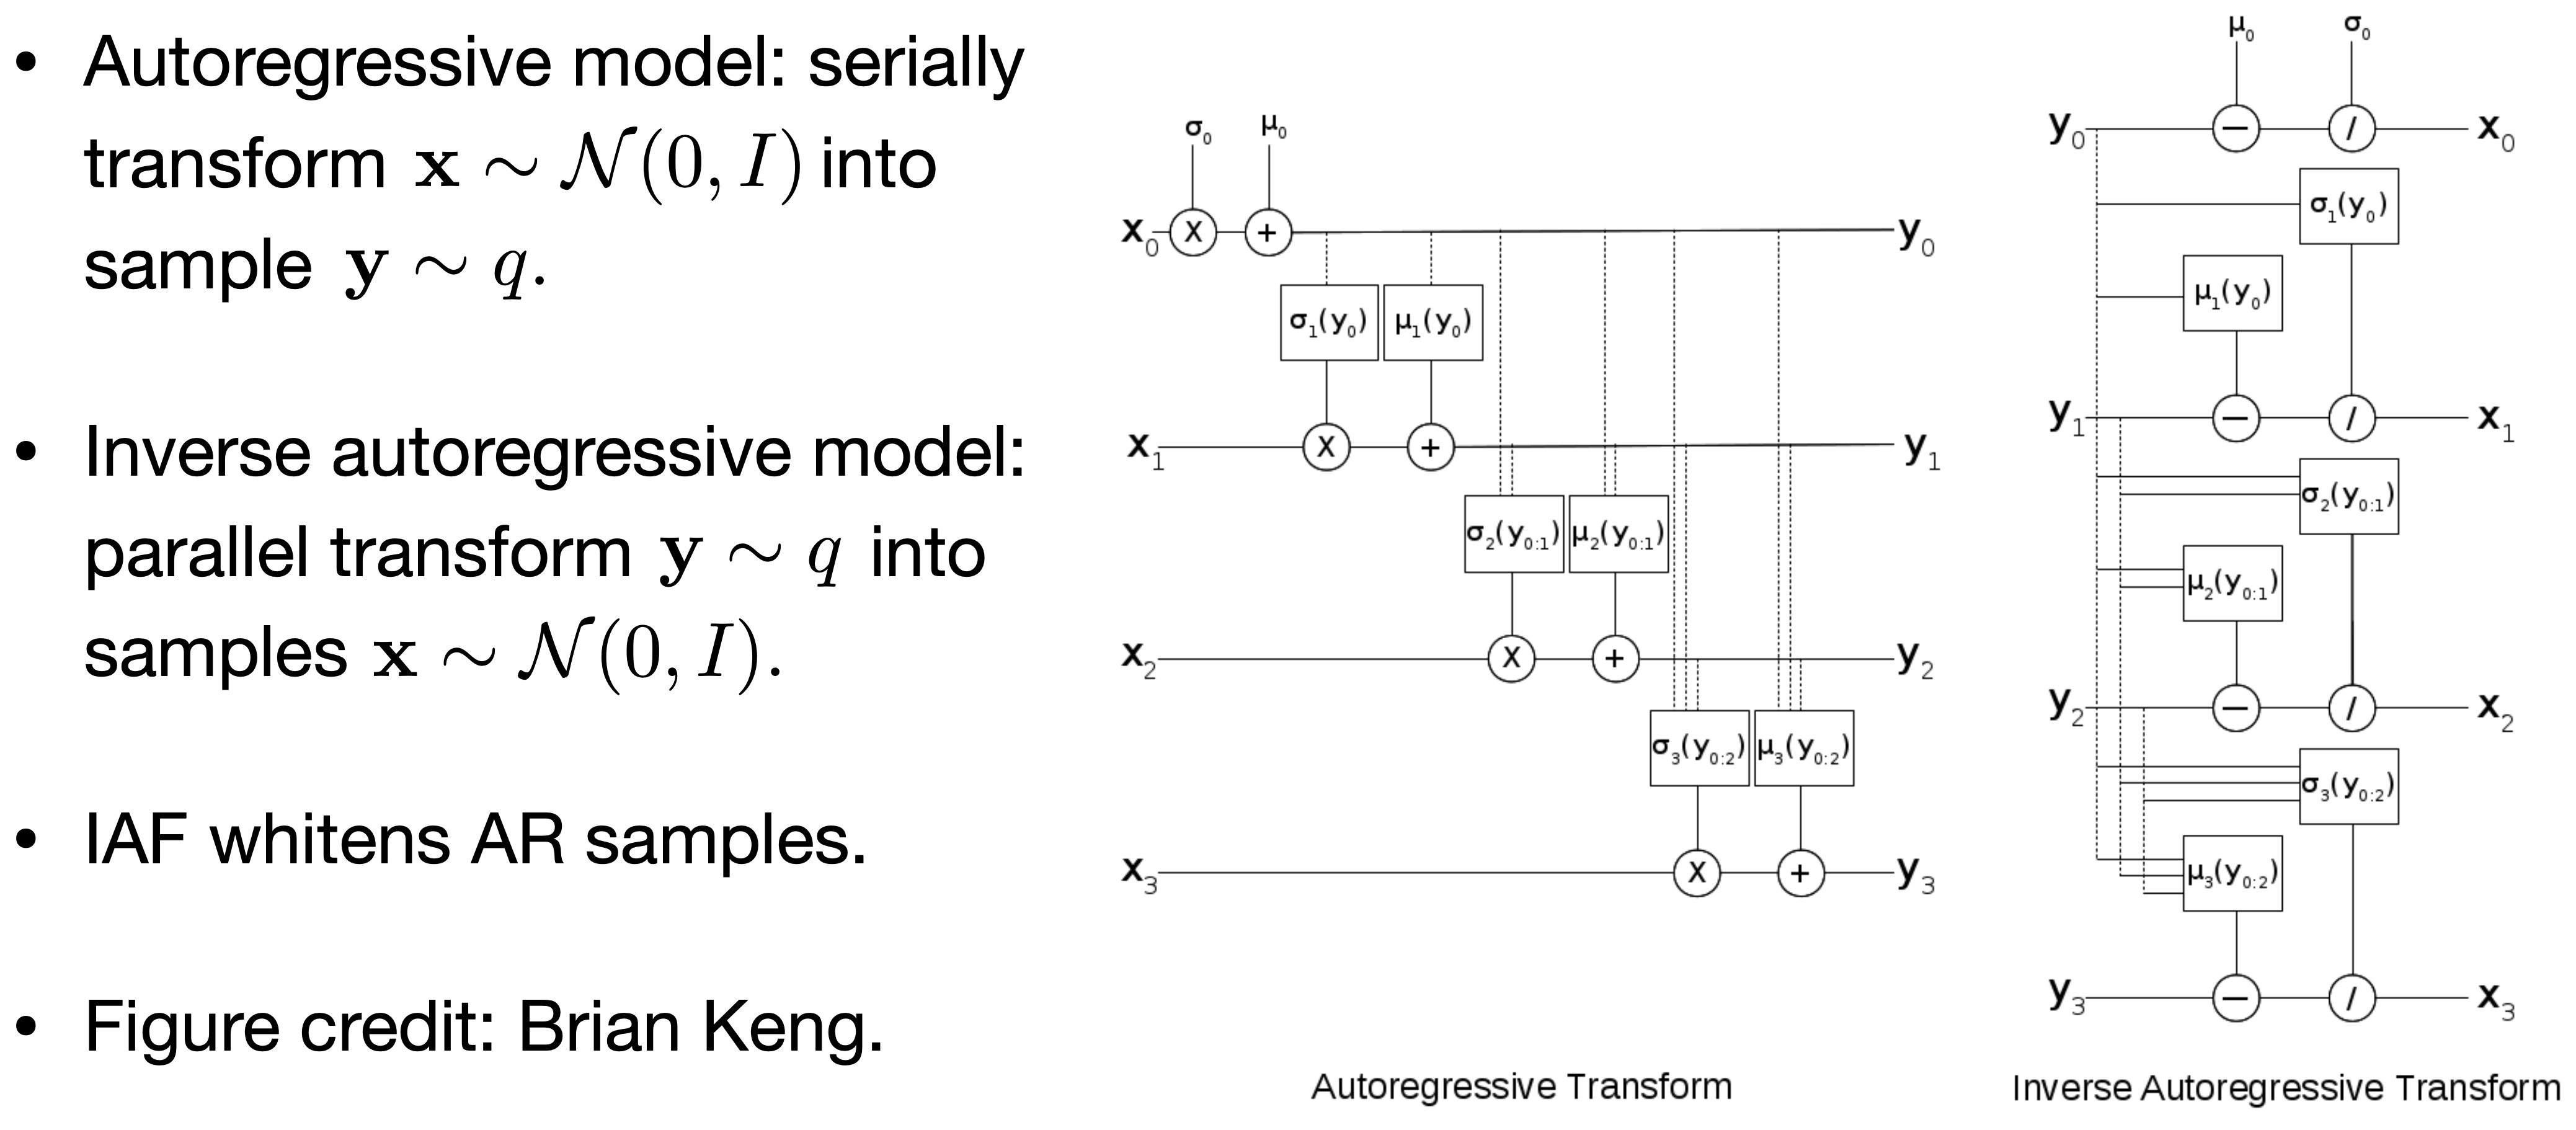 • Autoregressive model: serially
transform x ∼ 𝒩(0, I) into
sample y ∼ q.
• Inverse autoregressive model:
parallel transform y ∼ q into
samples x ∼ 𝒩(0, I).
• IAF whitens AR samples.
• Figure credit: Brian Keng.
σ₀ μ₀
x₀ X + y₀
σ₁(y₀) μ₁(y₀)
x₁ X + y₁
σ₂(y₀:₁) μ₂(y₀:₁)
x₂ X + y₂
σ₃(y₀:₂) μ₃(y₀:₂)
x₃ X + y₃
Autoregressive Transform
μ₀ σ₀
y₀ − / x₀
σ₁(y₀)
μ₁(y₀)
y₁ − / x₁
σ₂(y₀:₁)
μ₂(y₀:₁)
y₂ − / x₂
σ₃(y₀:₂)
μ₃(y₀:₂)
y₃ − / x₃
Inverse Autoregressive Transform